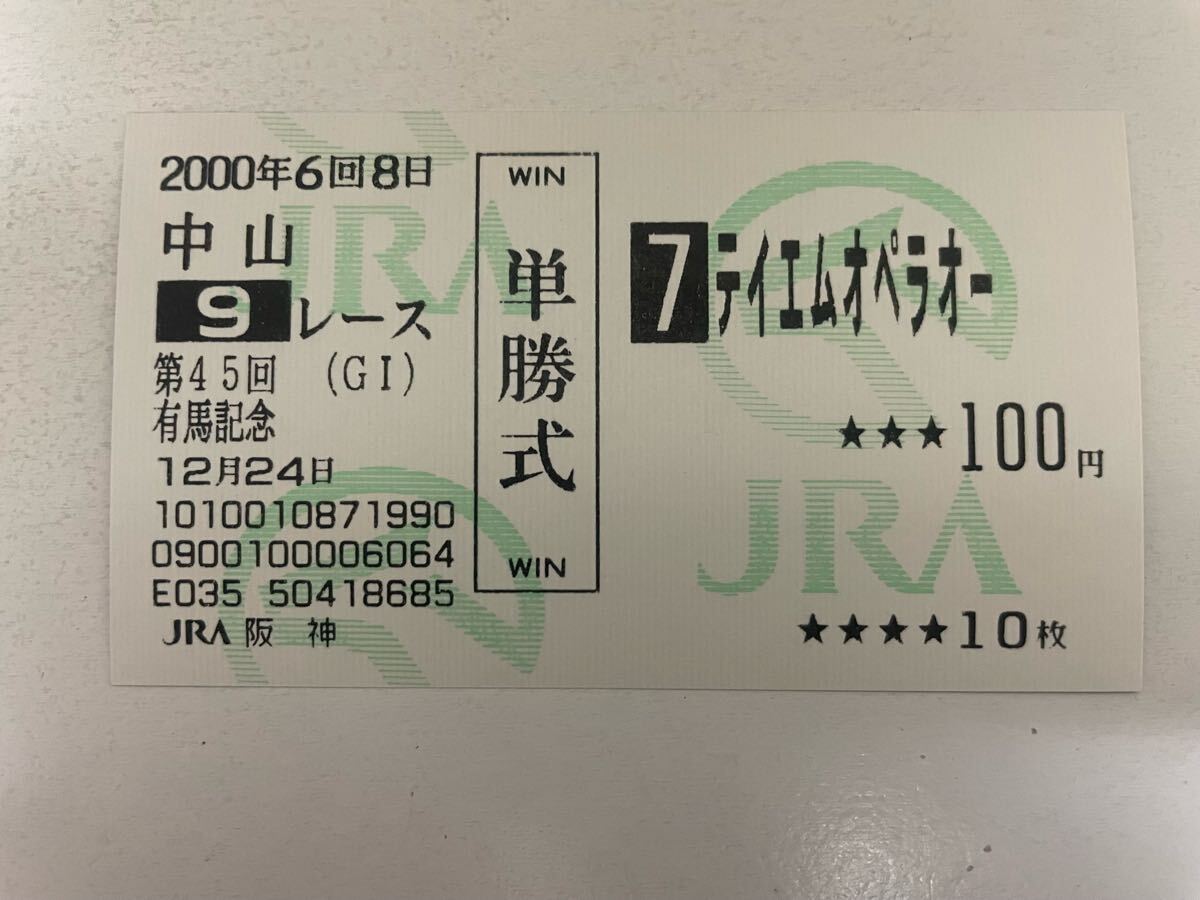 2000年6回8日
中山
9レース
第45回 (GI)
有馬記念
12月24日
1010010871990
0900100006064
E035 50418685
JRA 阪神
WIN
単勝式
WIN
7 テイエムオペラオー
★★★100円
★★★★10枚
JRA
JRA